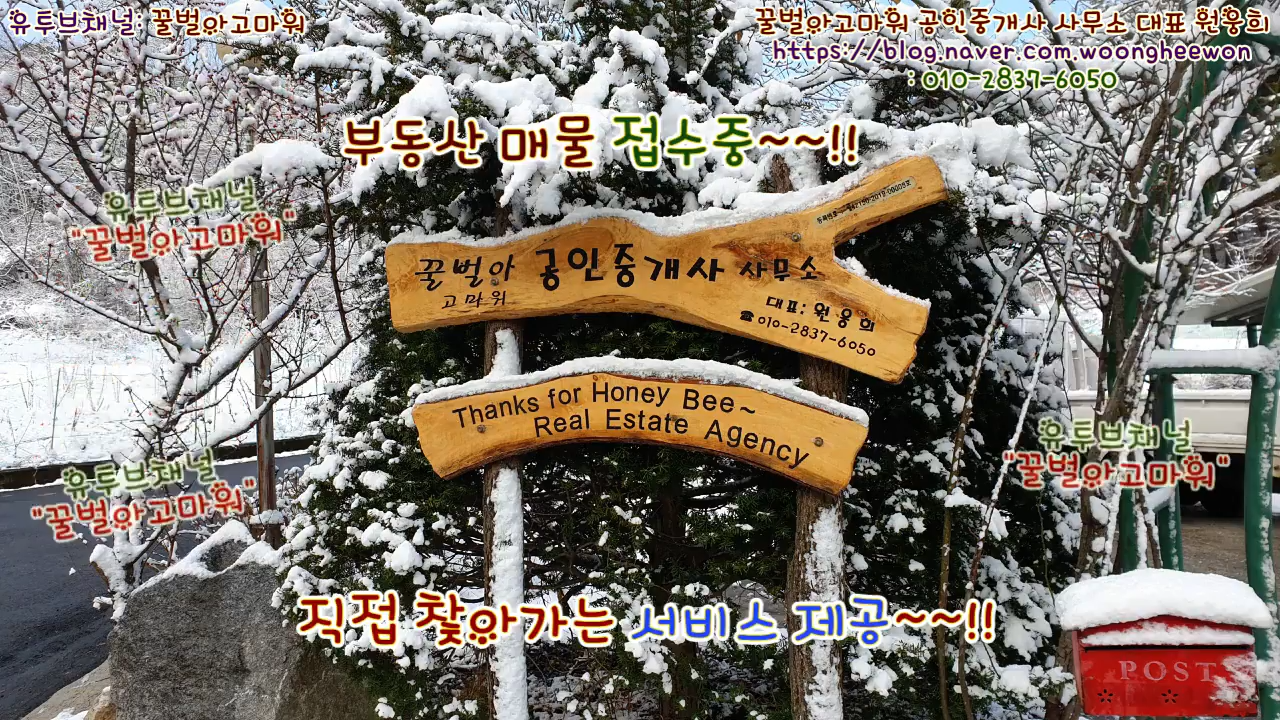 유투브채널: 꿀벌아고마워
꿀벌아고마워 공인중개사 사무소 대표 원웅희
https://blog.naver.com.woongheewon
: 010-2837-6050
부동산 매물 접수중~~!!
유투브채널
"꿀벌아고마워"
꿀벌아 공인중개사 사무소
고마워
대표: 원웅희
☎010-2837-6050
Thanks for Honey Bee~
Real Estate Agency
유투브채널
"꿀벌아고마워"
유투브채널
"꿀벌아고마워"
직접 찾아가는 서비스 제공~~!!
POST